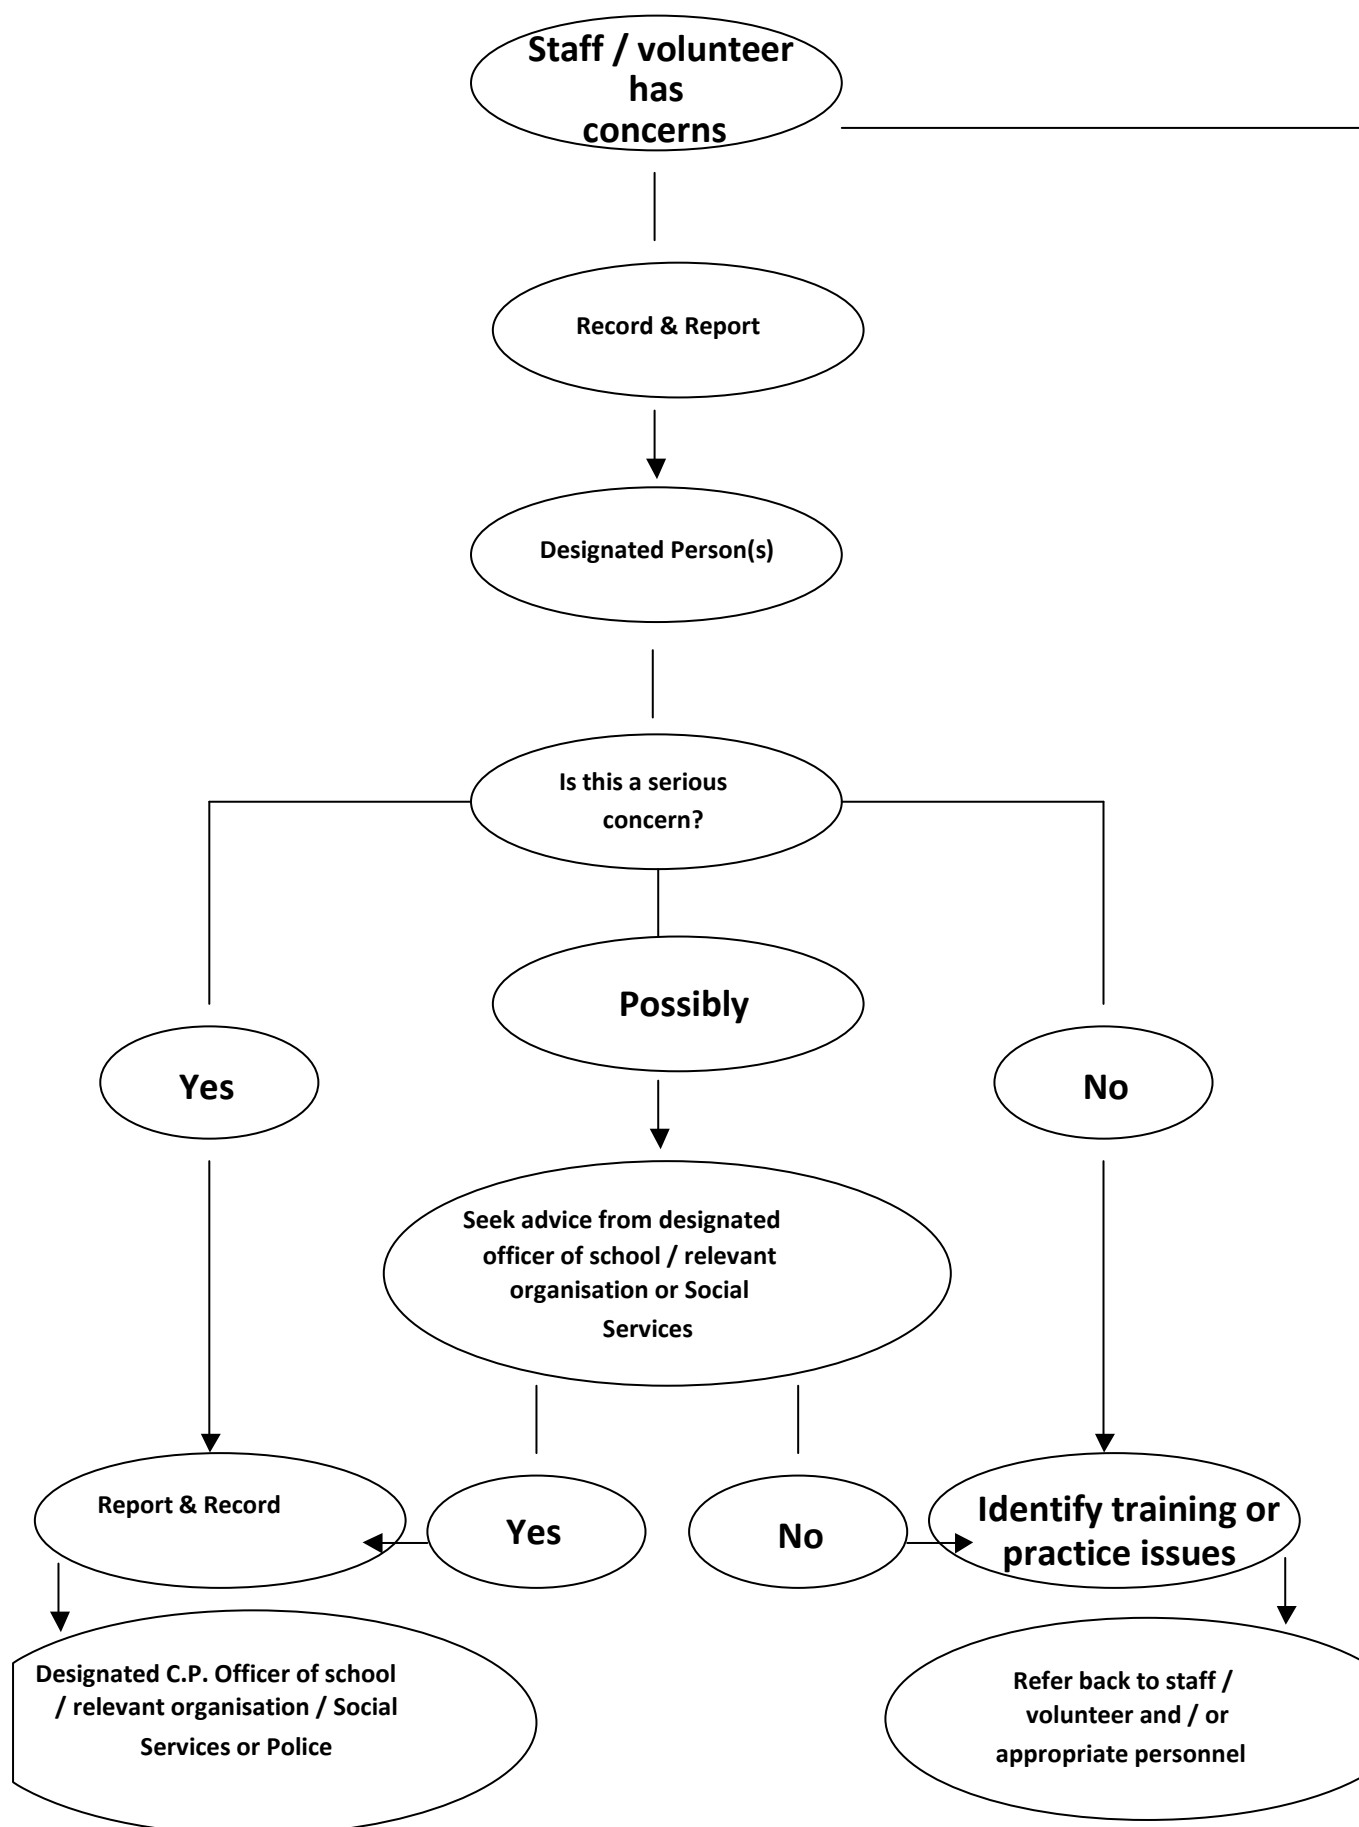 Staff / volunteer
has
concerns
Record & Report
Designated Person(s)
Is this a serious
concern?
Possibly
Yes
No
Seek advice from designated
officer of school / relevant
organisation or Social
Services
Report & Record
Yes
No
Identify training or
practice issues
Designated C.P. Officer of school
/ relevant organisation / Social
Services or Police
Refer back to staff /
volunteer and / or
appropriate personnel